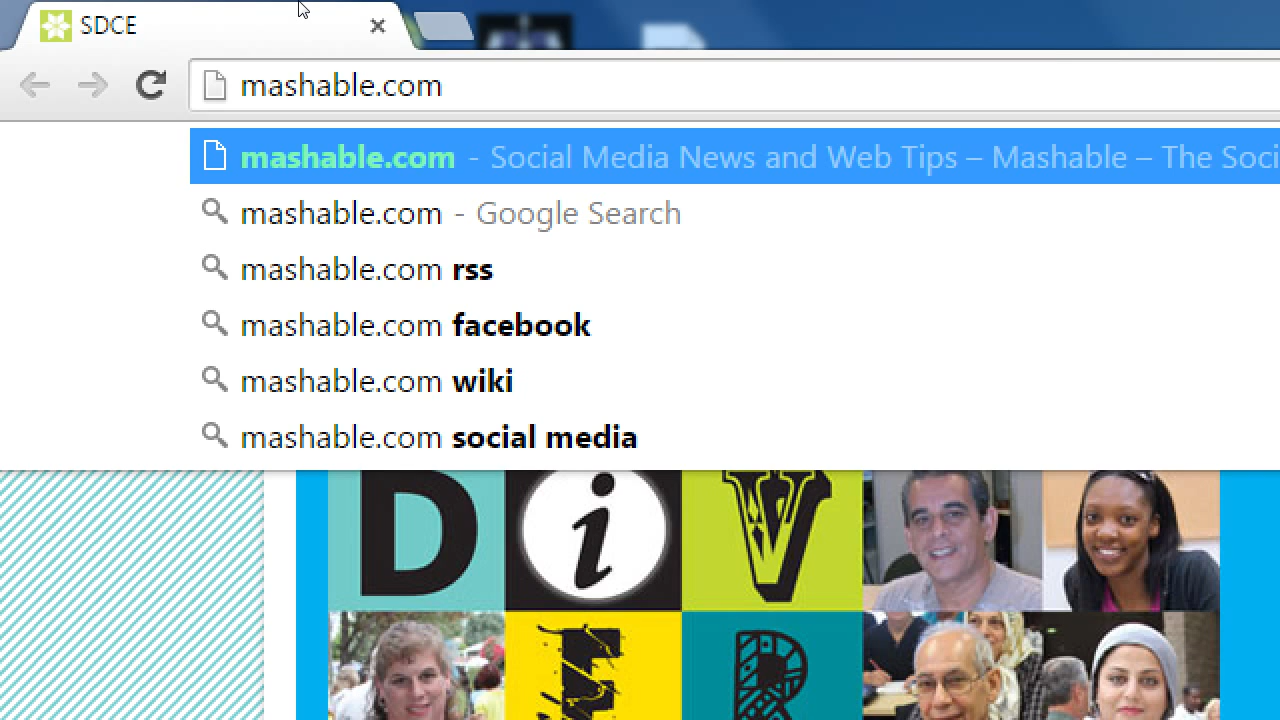 SDCE
mashable.com
mashable.com - Social Media News and Web Tips – Mashable – The Soci
mashable.com - Google Search
mashable.com rss
mashable.com facebook
mashable.com wiki
mashable.com social media
D i V
E R